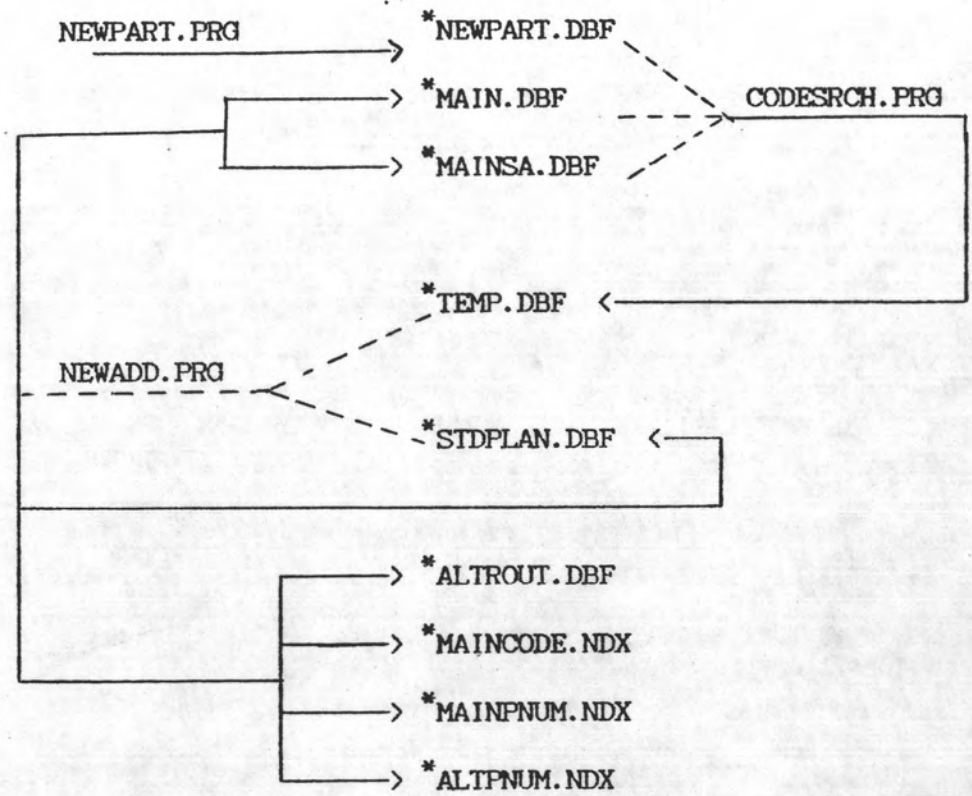 NEWPART.PRG
*NEWPART.DBF
*MAIN.DBF
CODESRCH.PRG
*MAINSA.DBF
*TEMP.DBF
NEWADD.PRG
*STDPLAN.DBF
*ALTROUT.DBF
*MAINCODE.NDX
*MAINPNUM.NDX
*ALTPNUM.NDX